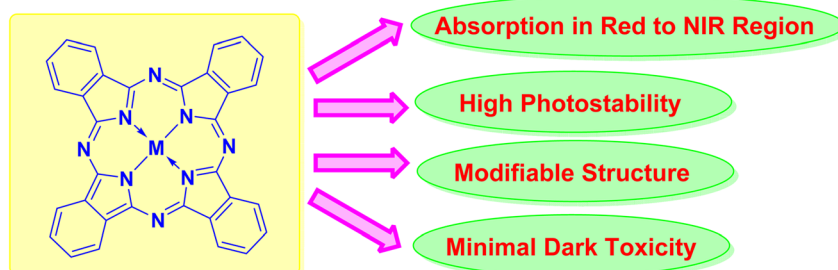 Absorption in Red to NIR Region
High Photostability
Modifiable Structure
Minimal Dark Toxicity
N
N
N
N
M
N
N
N
N